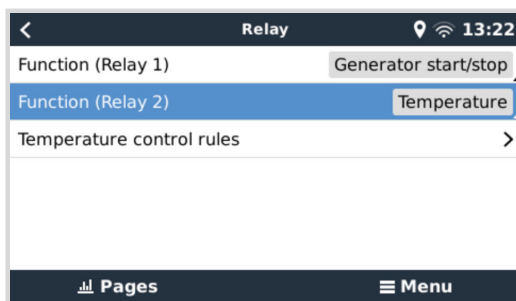 Relay 13:22
Function (Relay 1) Generator start/stop
Function (Relay 2) Temperature
Temperature control rules
Pages Menu